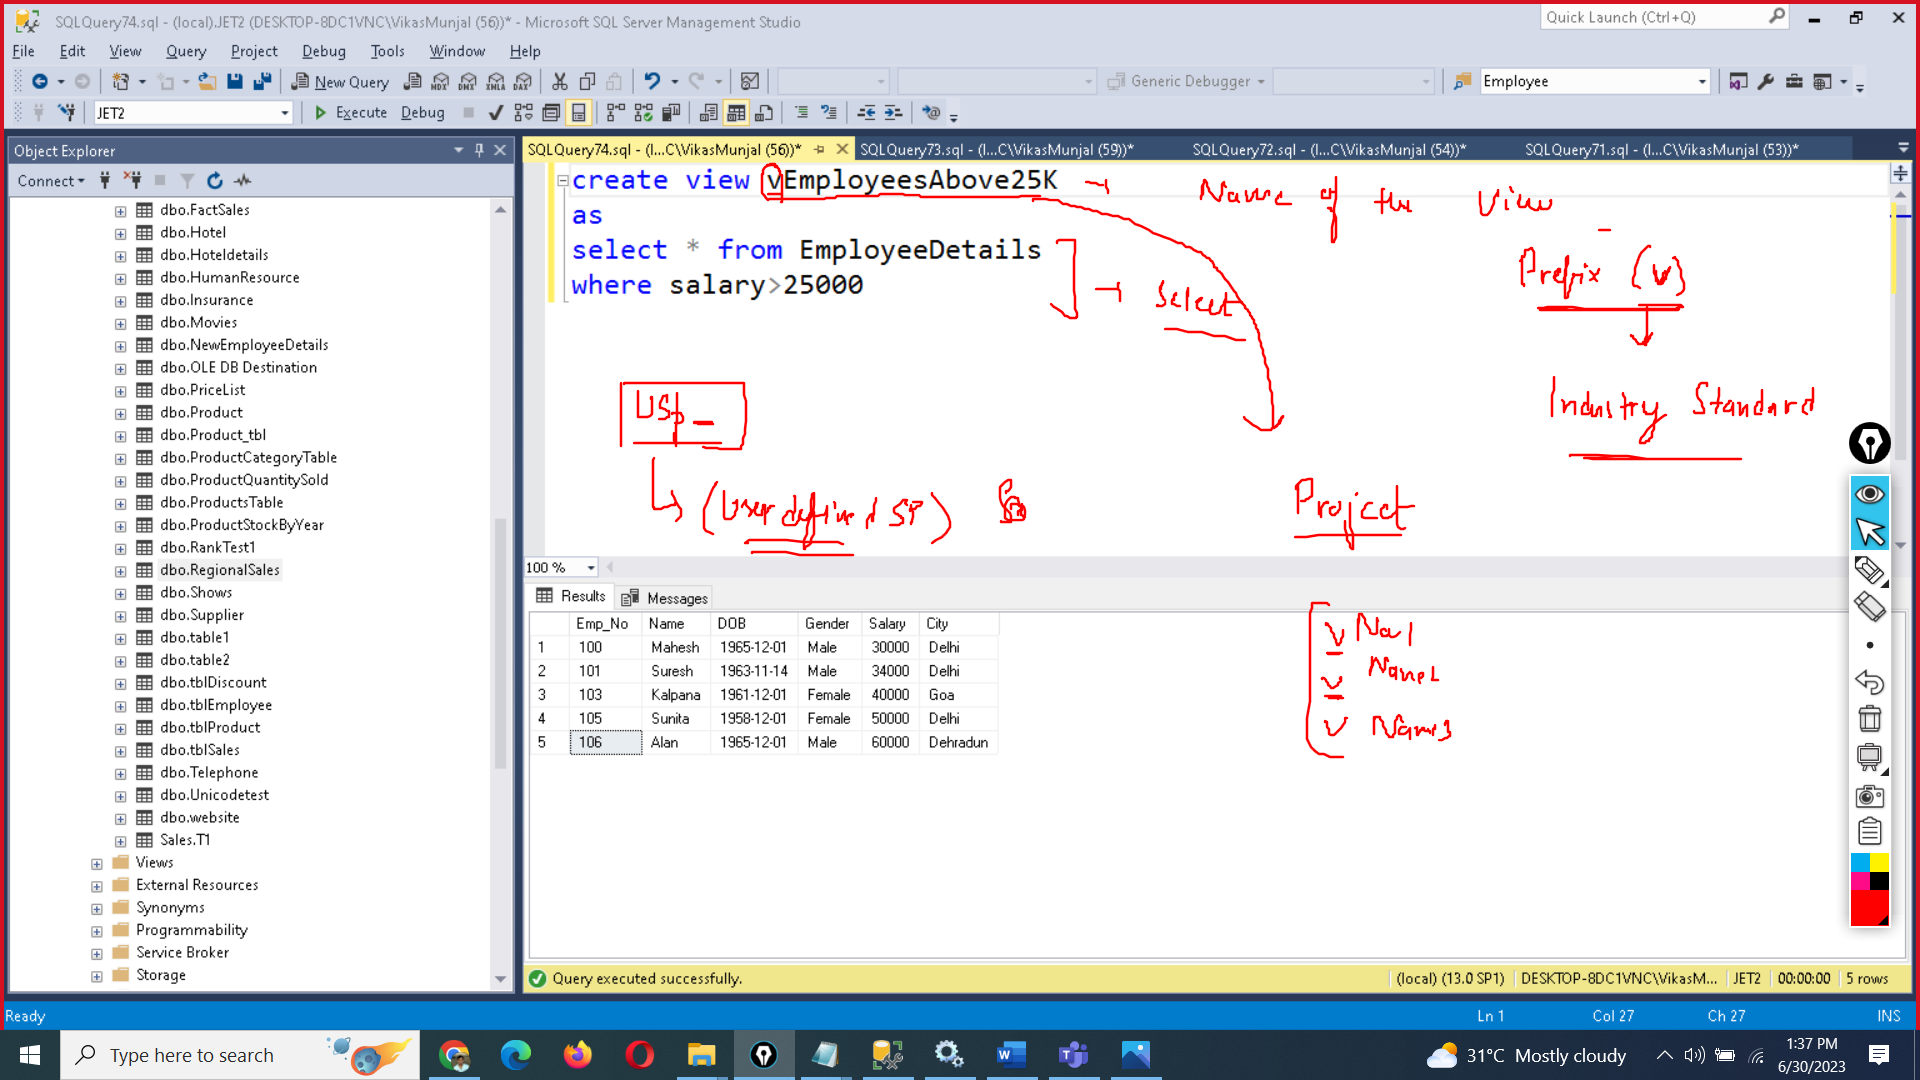 SQLQuery74.sql - (local).JET2 (DESKTOP-8DC1VNC\VikasMunjal (56))* - Microsoft SQL Server Management Studio
Quick Launch (Ctrl+Q)
File Edit View Query Project Debug Tools Window Help
New Query
MDX DMX XMLA DAX
Generic Debugger
Employee
JET2
Execute Debug
Object Explorer
SQLQuery74.sql - (l...C\VikasMunjal (56))*
SQLQuery73.sql - (l...C\VikasMunjal (59))*
SQLQuery72.sql - (l...C\VikasMunjal (54))*
SQLQuery71.sql - (l...C\VikasMunjal (53))*
Connect
dbo.FactSales
dbo.Hotel
dbo.Hoteldetails
dbo.HumanResource
dbo.Insurance
dbo.Movies
dbo.NewEmployeeDetails
dbo.OLE DB Destination
dbo.PriceList
dbo.Product
dbo.Product_tbl
dbo.ProductCategoryTable
dbo.ProductQuantitySold
dbo.ProductsTable
dbo.ProductStockByYear
dbo.RankTest1
dbo.RegionalSales
dbo.Shows
dbo.Supplier
dbo.table1
dbo.table2
dbo.tblDiscount
dbo.tblEmployee
dbo.tblProduct
dbo.tblSales
dbo.Telephone
dbo.Unicodetest
dbo.website
Sales.T1
Views
External Resources
Synonyms
Programmability
Service Broker
Storage
create view vEmployeesAbove25K
as
select * from EmployeeDetails
where salary>25000
Name of the View
Prefix (v)
Select
Industry Standard
USp_
(User defined SP)
Project
v Na1
v Name2
v Name3
100 %
Results Messages
Emp_No Name DOB Gender Salary City
1 100 Mahesh 1965-12-01 Male 30000 Delhi
2 101 Suresh 1963-11-14 Male 34000 Delhi
3 103 Kalpana 1961-12-01 Female 40000 Goa
4 105 Sunita 1958-12-01 Female 50000 Delhi
5 106 Alan 1965-12-01 Male 60000 Dehradun
Query executed successfully.
(local) (13.0 SP1) DESKTOP-8DC1VNC\VikasM... JET2 00:00:00 5 rows
Ready
Ln 1 Col 27 Ch 27 INS
Type here to search
31°C Mostly cloudy
1:37 PM
6/30/2023